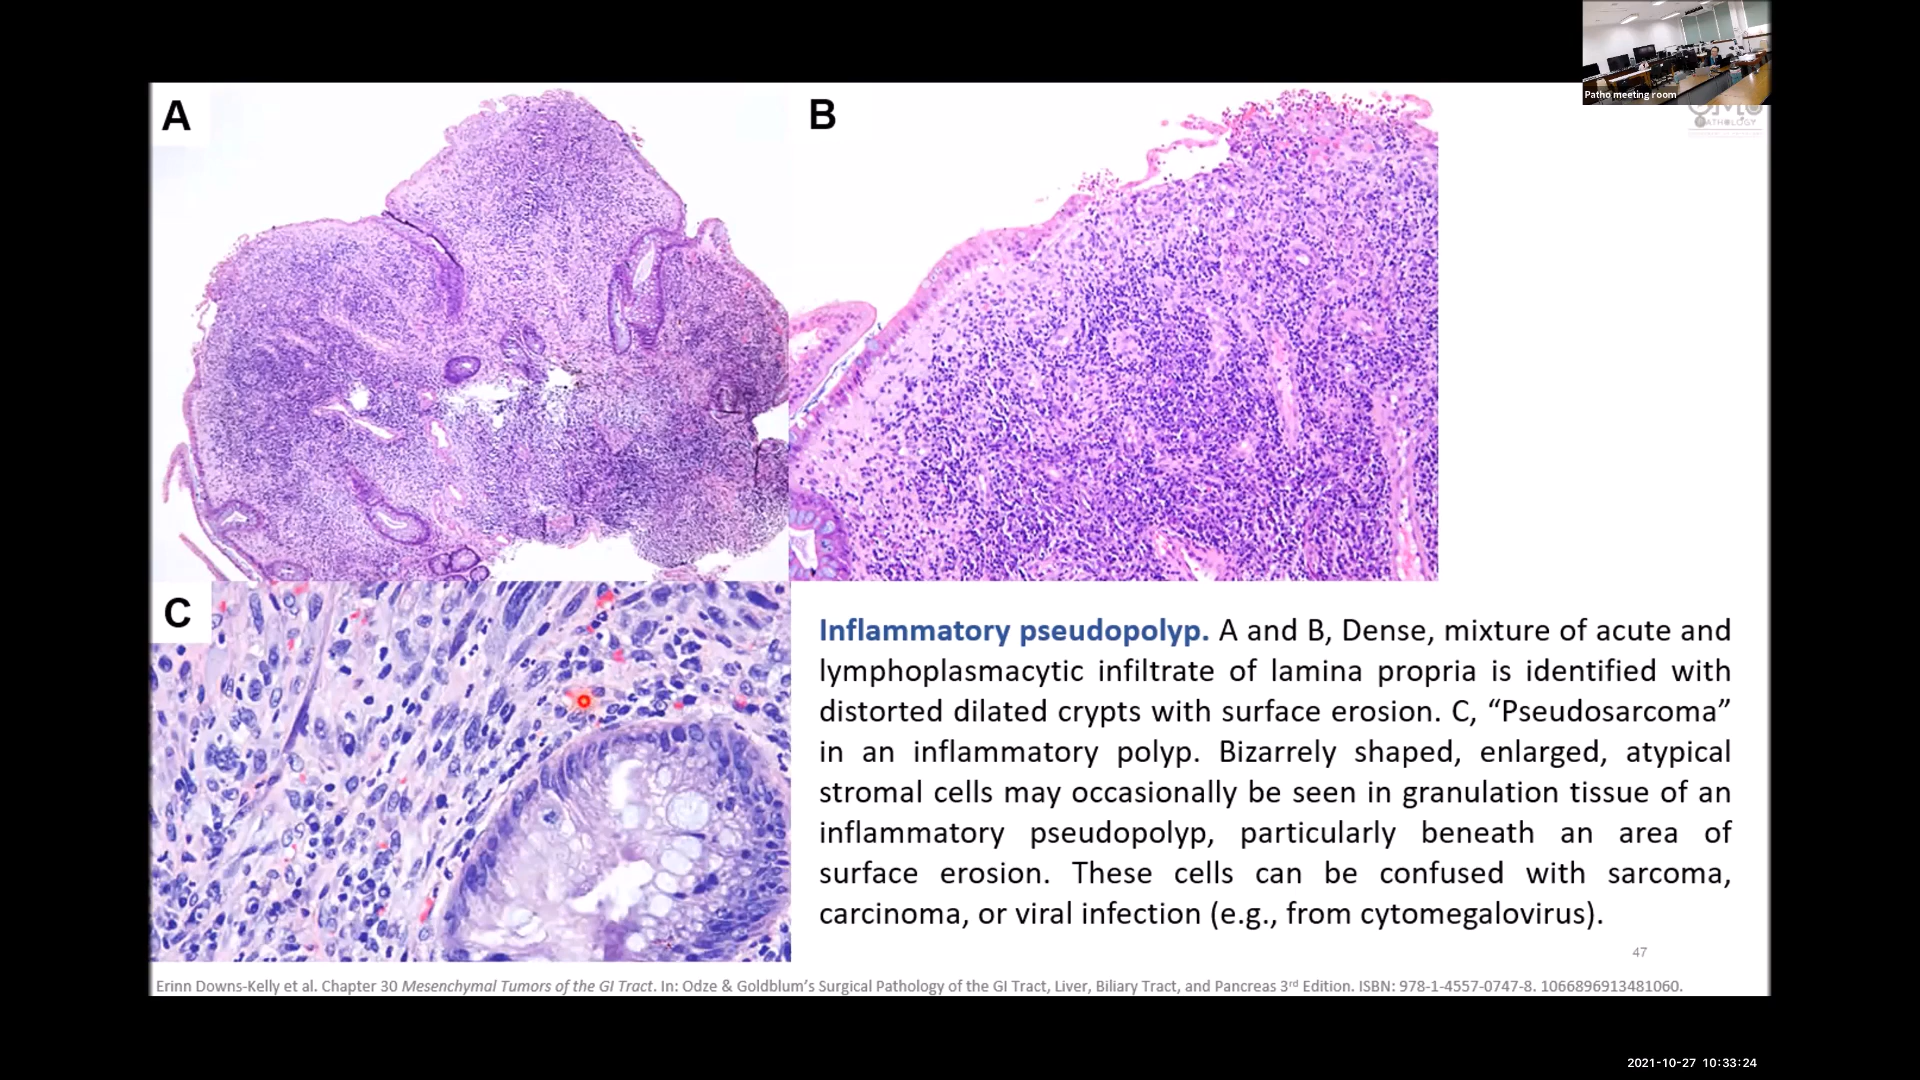 Patho meeting room
A
B
PATHOLOGY
C
Inflammatory pseudopolyp. A and B, Dense, mixture of acute and
lymphoplasmacytic infiltrate of lamina propria is identified with
distorted dilated crypts with surface erosion. C, “Pseudosarcoma”
in an inflammatory polyp. Bizarrely shaped, enlarged, atypical
stromal cells may occasionally be seen in granulation tissue of an
inflammatory pseudopolyp, particularly beneath an area of
surface erosion. These cells can be confused with sarcoma,
carcinoma, or viral infection (e.g., from cytomegalovirus).
47
Erinn Downs-Kelly et al. Chapter 30 Mesenchymal Tumors of the GI Tract. In: Odze & Goldblum’s Surgical Pathology of the GI Tract, Liver, Biliary Tract, and Pancreas 3rd Edition. ISBN: 978-1-4557-0747-8. 1066896913481060.
2021-10-27 10:33:24